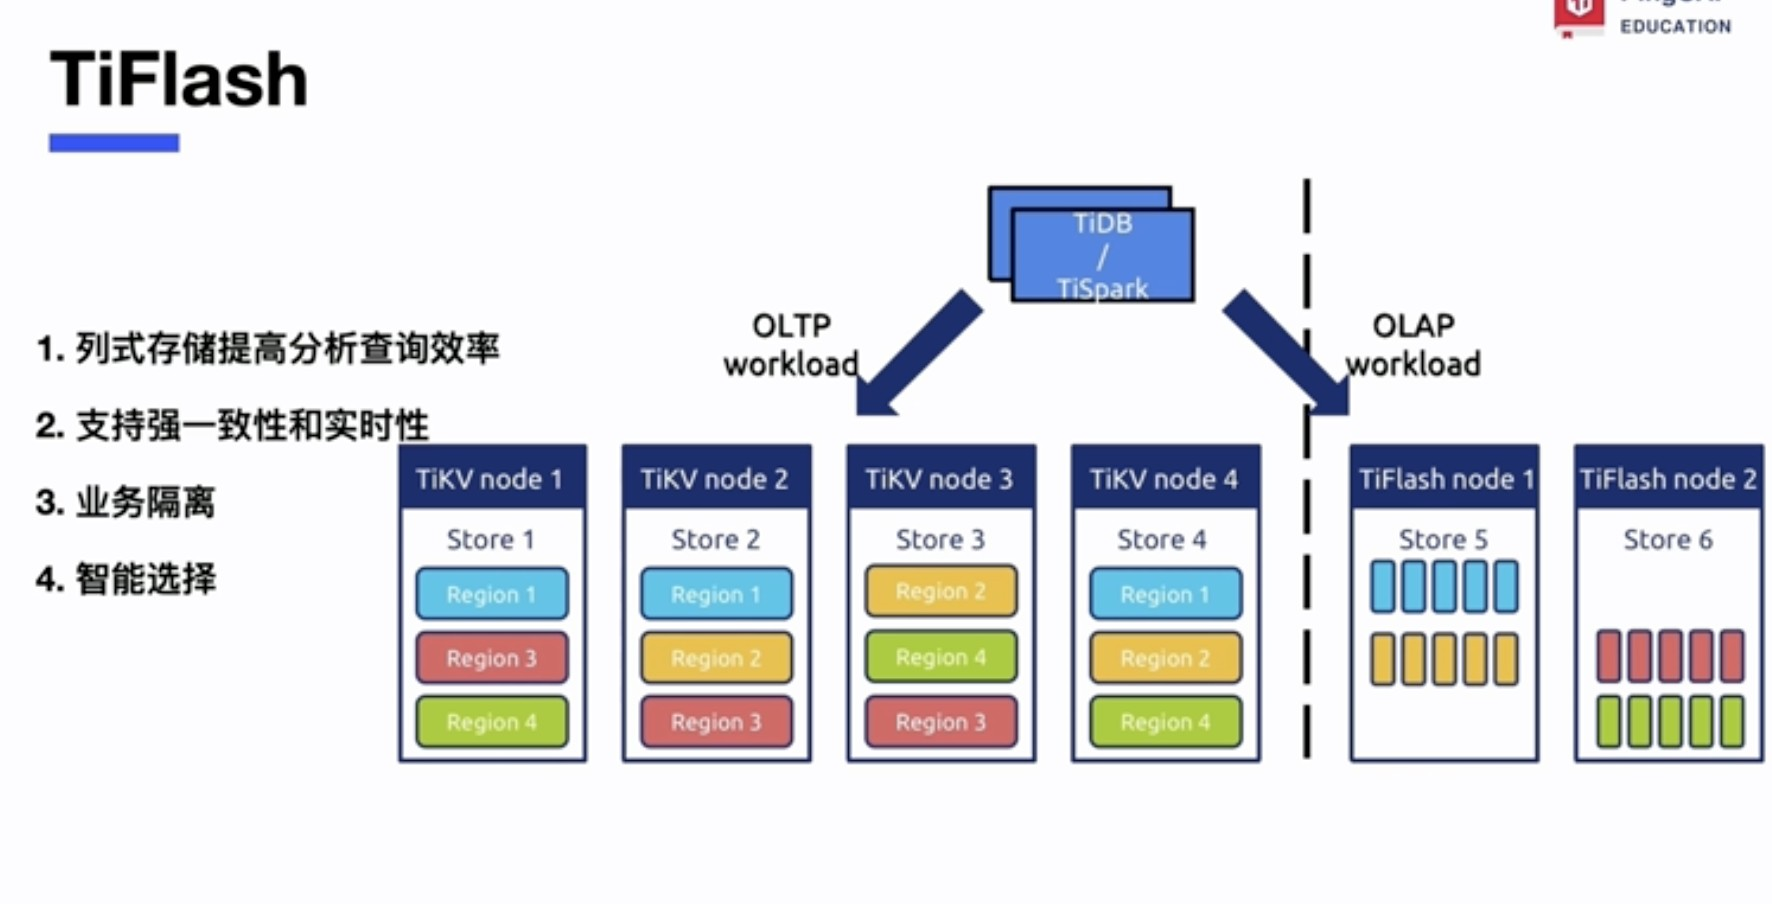 EDUCATION
TiFlash
1. 列式存储提高分析查询效率
2. 支持强一致性和实时性
3. 业务隔离
4. 智能选择
TiDB
/
TiSpark
OLTP
workload
OLAP
workload
TiKV node 1
Store 1
Region 1
Region 3
Region 4
TiKV node 2
Store 2
Region 1
Region 2
Region 3
TiKV node 3
Store 3
Region 2
Region 4
Region 3
TiKV node 4
Store 4
Region 1
Region 2
Region 4
TiFlash node 1
Store 5
TiFlash node 2
Store 6